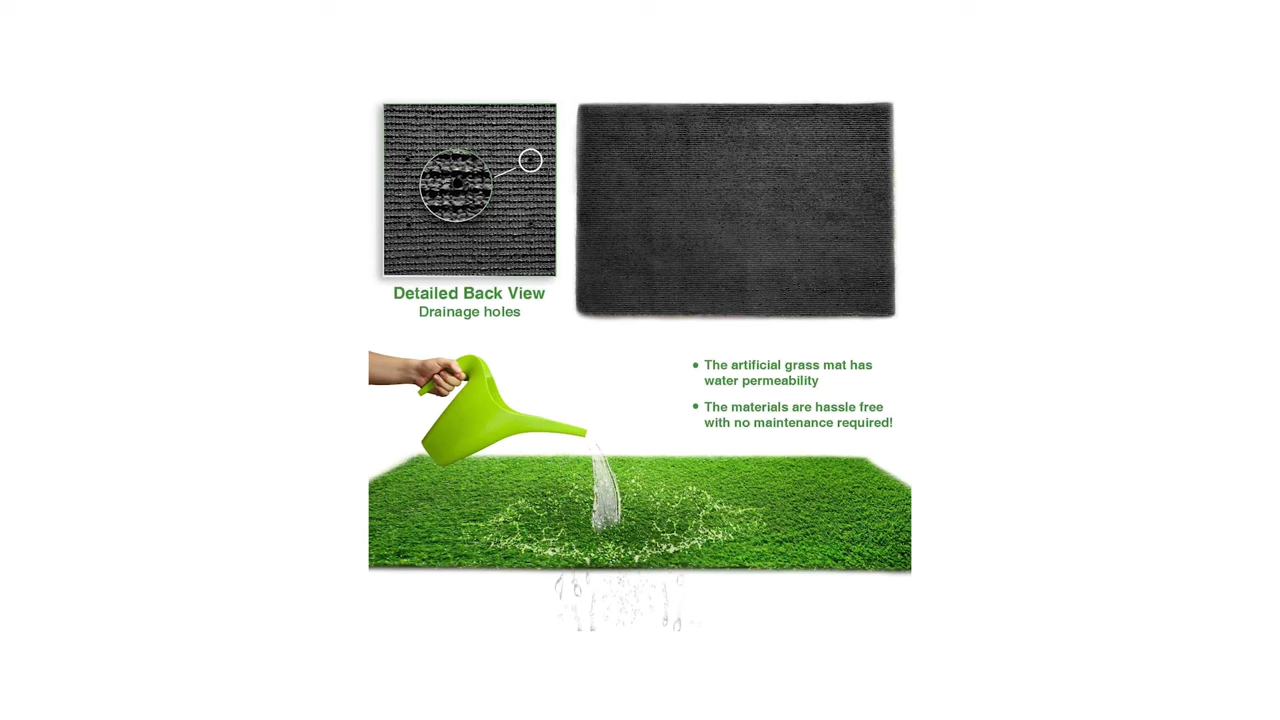 Detailed Back View
Drainage holes
● The artificial grass mat has
water permeability
● The materials are hassle free
with no maintenance required!